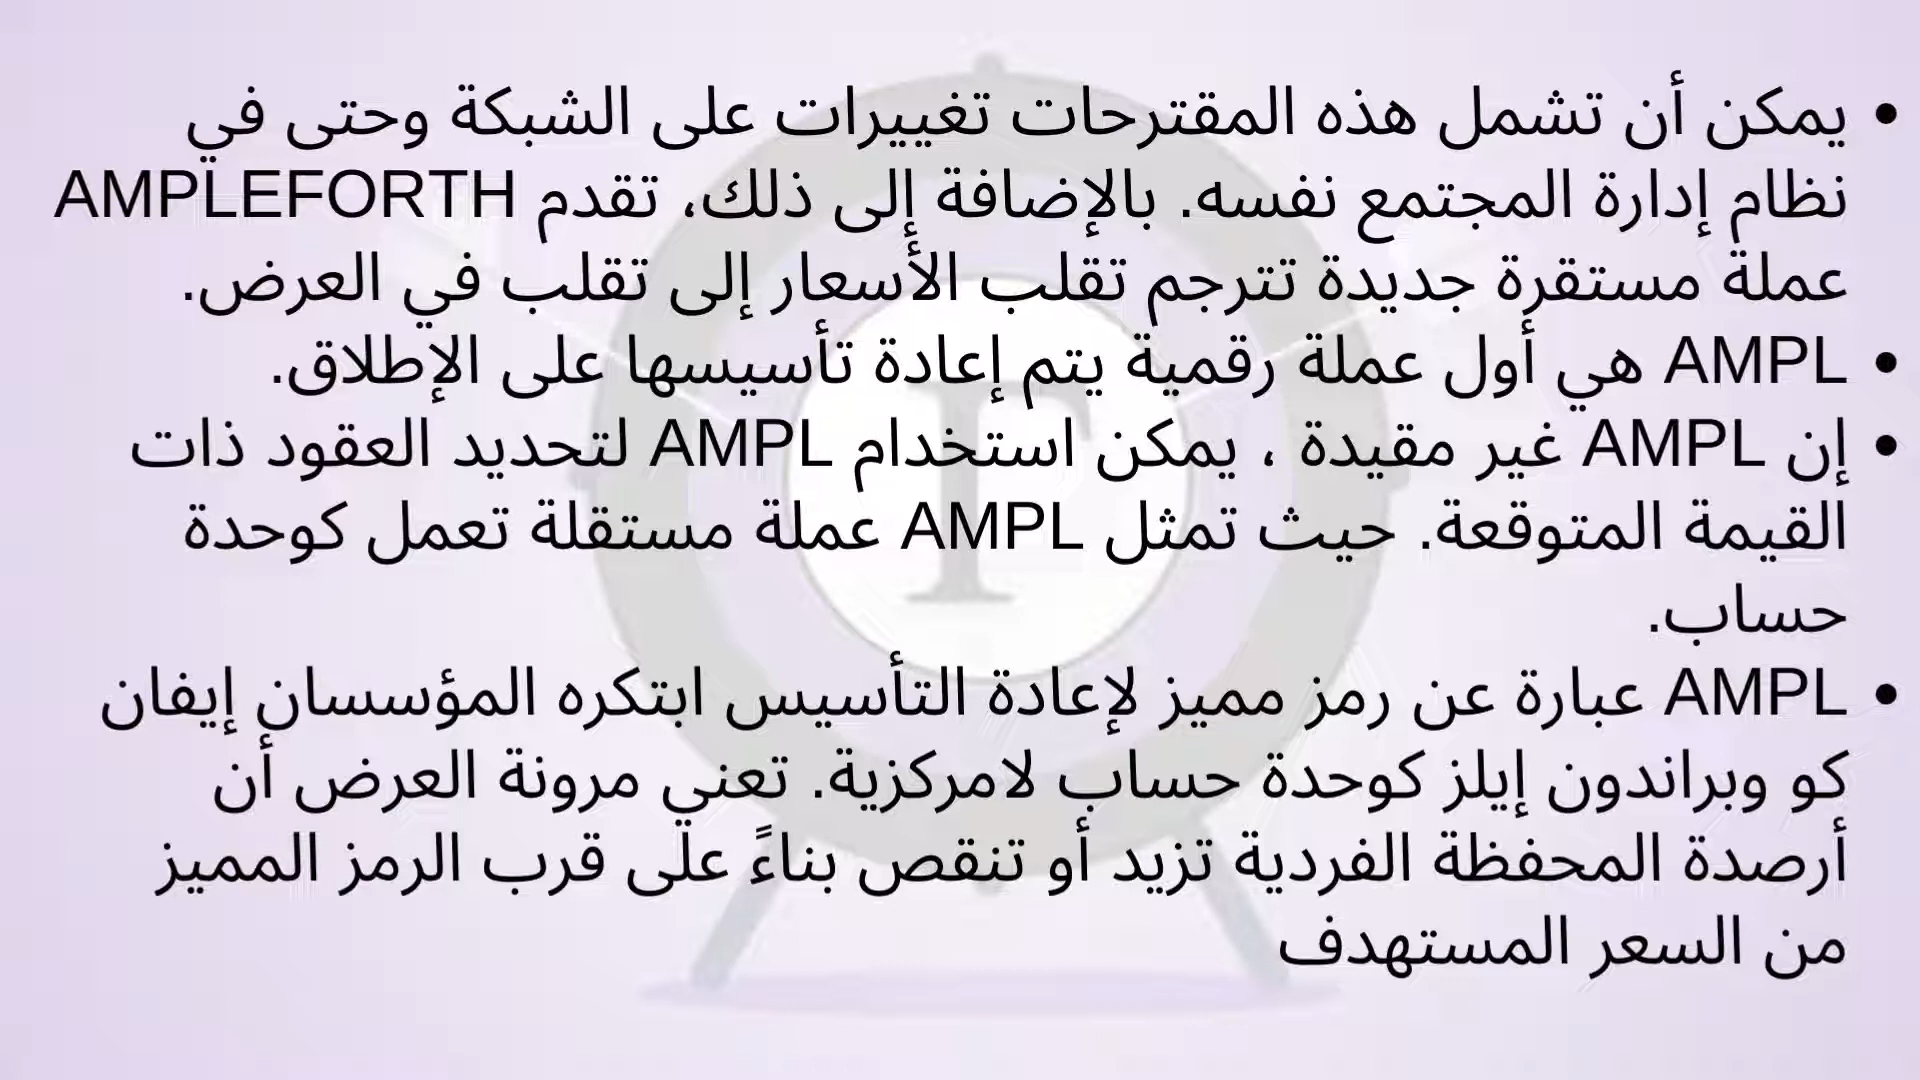 • يمكن أن تشمل هذه المقترحات تغييرات على الشبكة وحتى في
نظام إدارة المجتمع نفسه. بالإضافة إلى ذلك، تقدم AMPLEFORTH
عملة مستقرة جديدة تترجم تقلب الأسعار إلى تقلب في العرض.
• AMPL هي أول عملة رقمية يتم إعادة تأسيسها على الإطلاق.
• إن AMPL غير مقيدة ، يمكن استخدام AMPL لتحديد العقود ذات
القيمة المتوقعة. حيث تمثل AMPL عملة مستقلة تعمل كوحدة
حساب.
• AMPL عبارة عن رمز مميز لإعادة التأسيس ابتكره المؤسسان إيفان
كو وبراندون إيلز كوحدة حساب لامركزية. تعني مرونة العرض أن
أرصدة المحفظة الفردية تزيد أو تنقص بناءً على قرب الرمز المميز
من السعر المستهدف